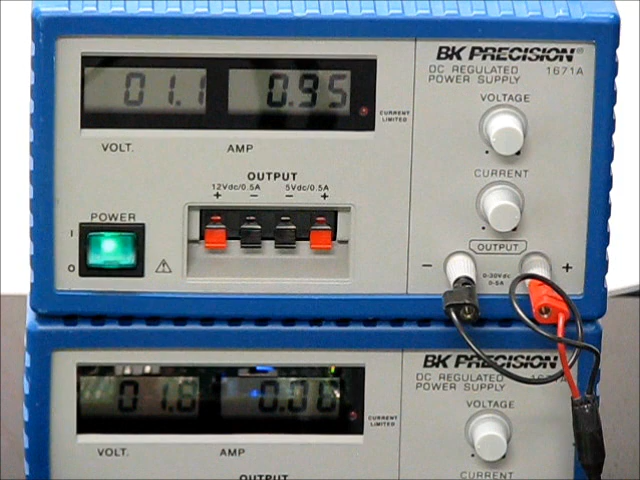 BK PRECISION®
DC REGULATED 1671A
POWER SUPPLY
01.1 0.95
CURRENT
LIMITED
VOLT. AMP
VOLTAGE
OUTPUT
12Vdc/0.5A 5Vdc/0.5A
+ − − +
CURRENT
POWER
I
O
OUTPUT
− +
0-30Vdc
0-5A
BK PRECISION
DC REGULATED
POWER SUPPLY
01.6 0.06
CURRENT
LIMITED
VOLT. AMP
VOLTAGE
OUTPUT
CURRENT